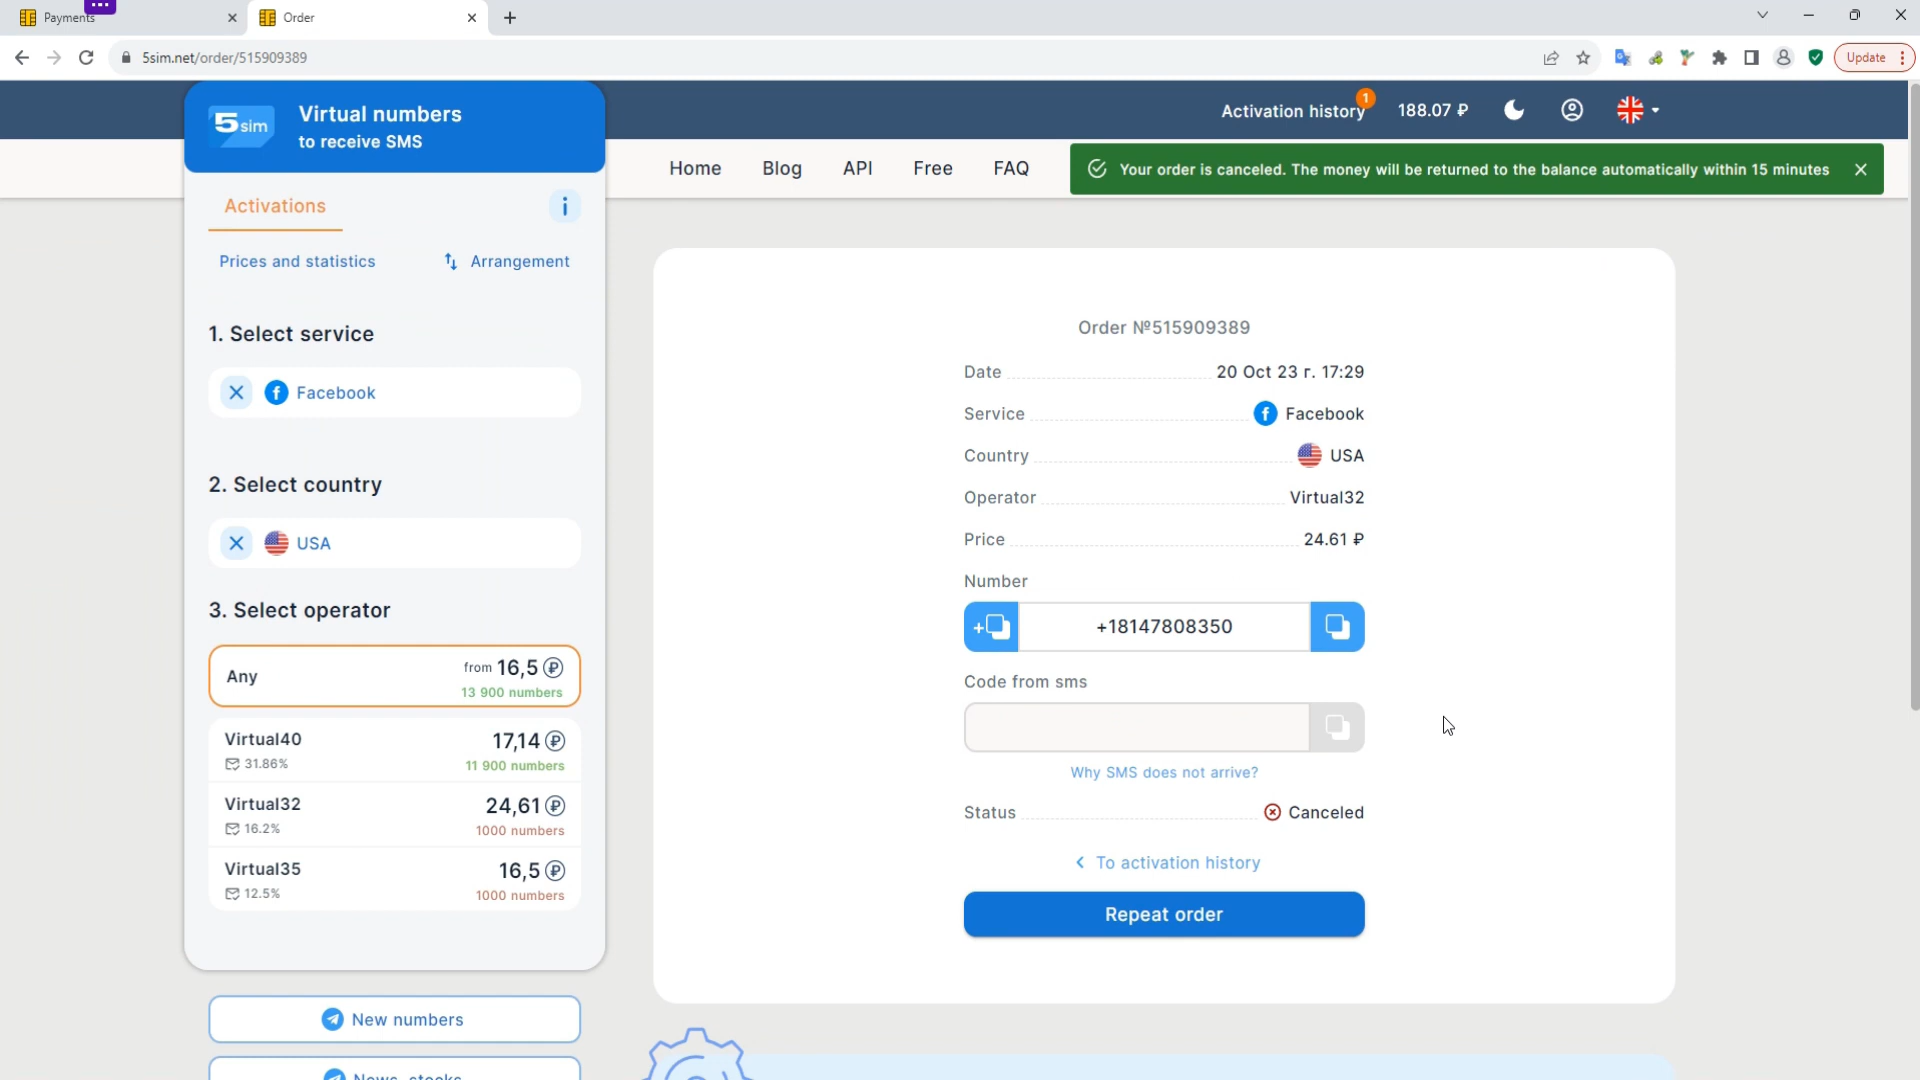 Payments
Order
5sim.net/order/515909389
Update
5sim
Virtual numbers
to receive SMS
Activation history
1
188.07 ₽
Home
Blog
API
Free
FAQ
Your order is canceled. The money will be returned to the balance automatically within 15 minutes
Activations
Prices and statistics
Arrangement
1. Select service
Facebook
2. Select country
USA
3. Select operator
Any
from 16,5 ₽
13 900 numbers
Virtual40
17,14 ₽
31.86%
11 900 numbers
Virtual32
24,61 ₽
16.2%
1000 numbers
Virtual35
16,5 ₽
12.5%
1000 numbers
New numbers
Order №515909389
Date
20 Oct 23 г. 17:29
Service
Facebook
Country
USA
Operator
Virtual32
Price
24.61 ₽
Number
+18147808350
Code from sms
Why SMS does not arrive?
Status
Canceled
To activation history
Repeat order